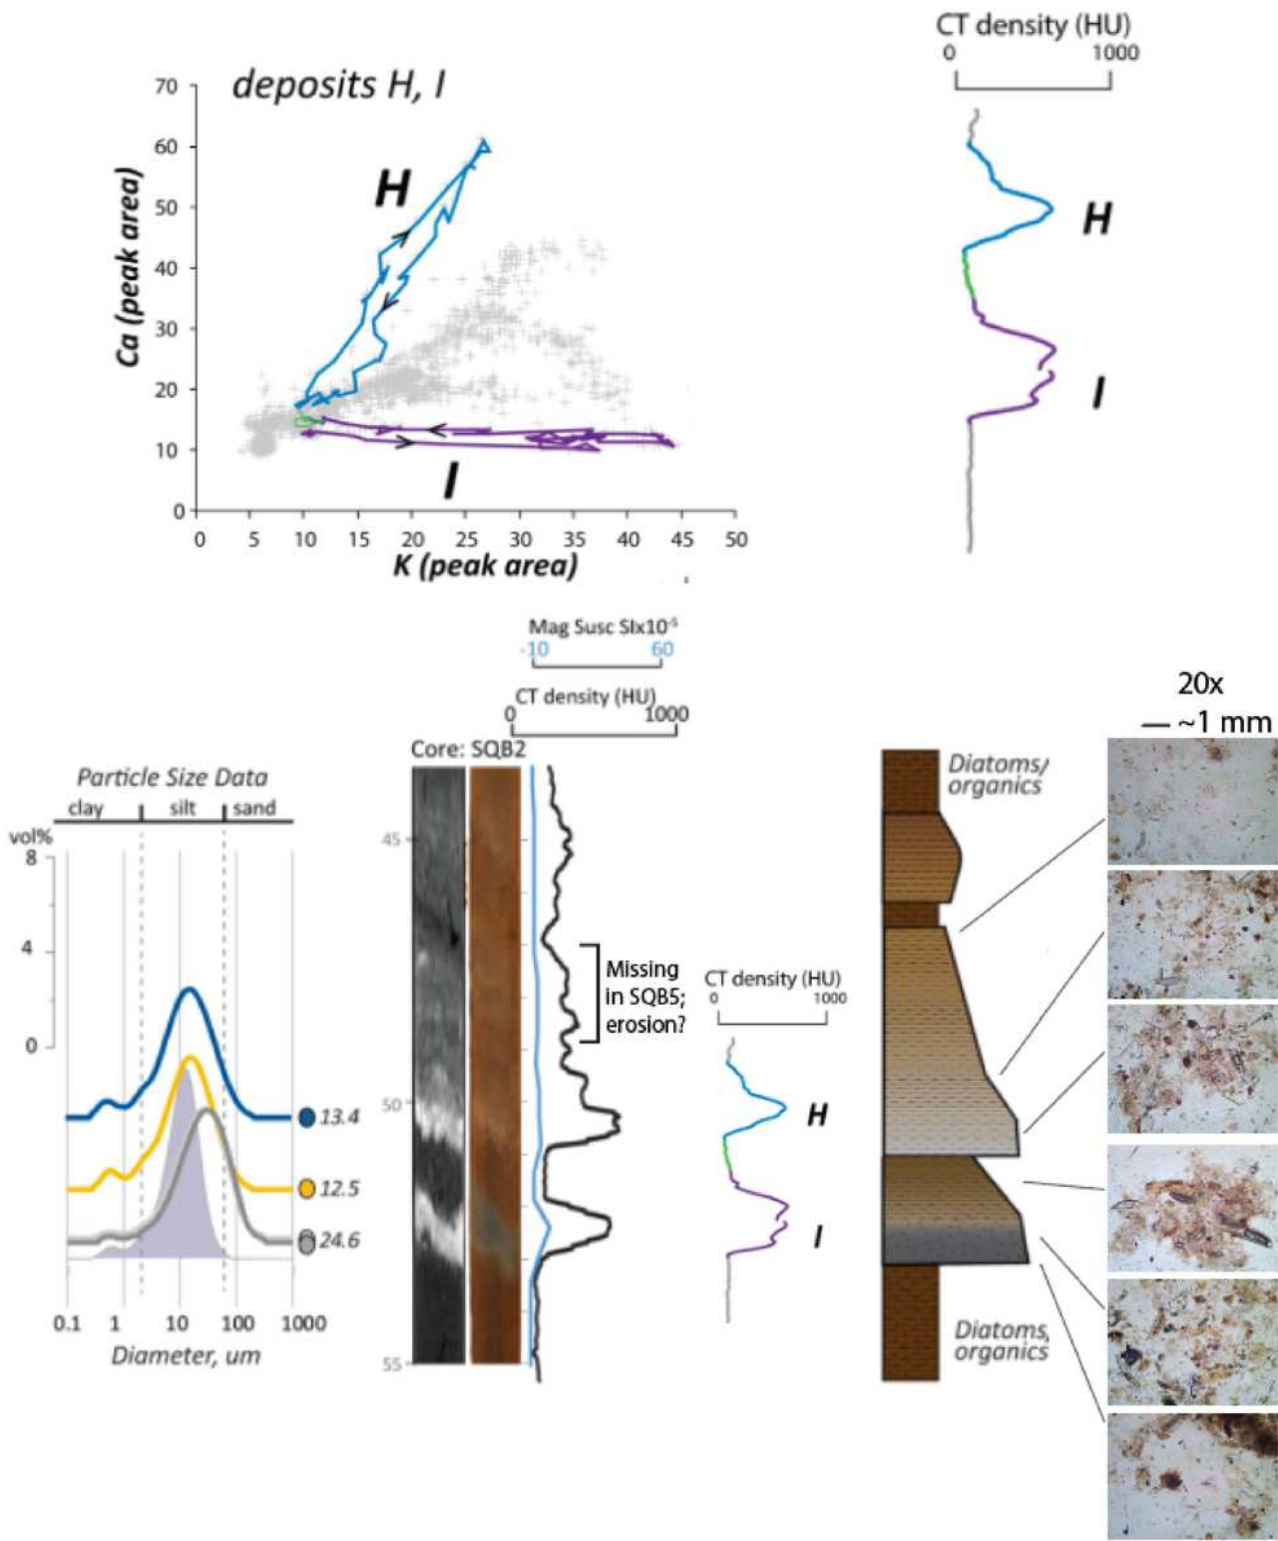 deposits H, I
Ca (peak area)
70
60
50
40
30
20
10
0
H
I
0 5 10 15 20 25 30 35 40 45 50
K (peak area)
CT density (HU)
0 1000
H
I
Mag Susc SIx10-5
-10 60
CT density (HU)
0 1000
Core: SQB2
45
50
55
Missing
in SQB5;
erosion?
Particle Size Data
clay silt sand
vol%
8
4
0
13.4
12.5
24.6
0.1 1 10 100 1000
Diameter, um
CT density (HU)
0 1000
H
I
Diatoms/
organics
Diatoms,
organics
20x
~1 mm